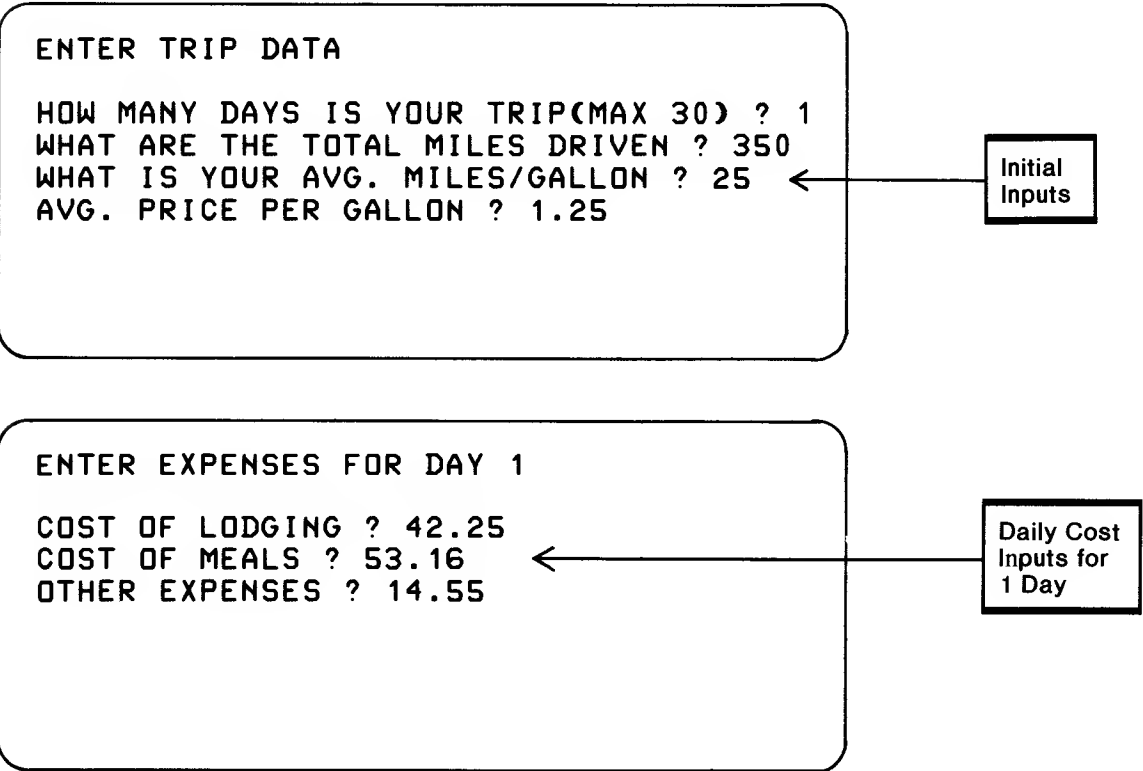 ENTER TRIP DATA
HOW MANY DAYS IS YOUR TRIP(MAX 30) ? 1
WHAT ARE THE TOTAL MILES DRIVEN ? 350
WHAT IS YOUR AVG. MILES/GALLON ? 25
AVG. PRICE PER GALLON ? 1.25
Initial
Inputs
ENTER EXPENSES FOR DAY 1
COST OF LODGING ? 42.25
COST OF MEALS ? 53.16
OTHER EXPENSES ? 14.55
Daily Cost
Inputs for
1 Day